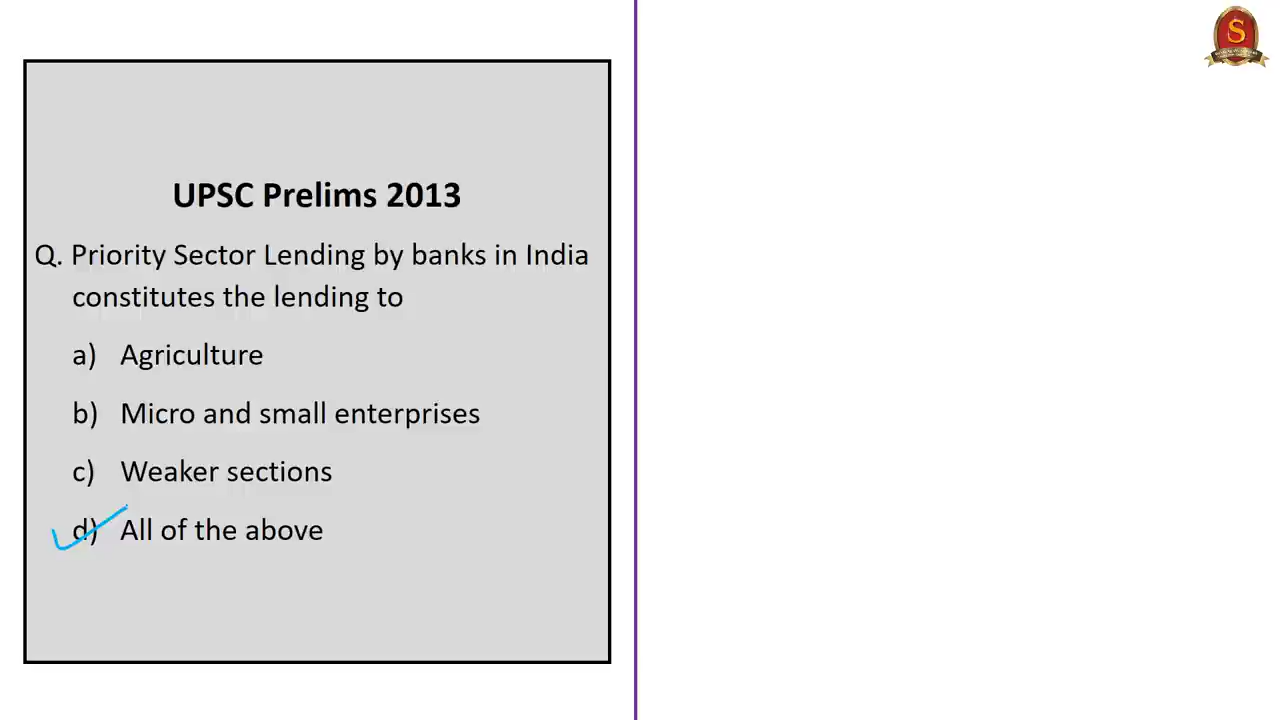 S
UPSC Prelims 2013
Q. Priority Sector Lending by banks in India
constitutes the lending to
a) Agriculture
b) Micro and small enterprises
c) Weaker sections
d) All of the above